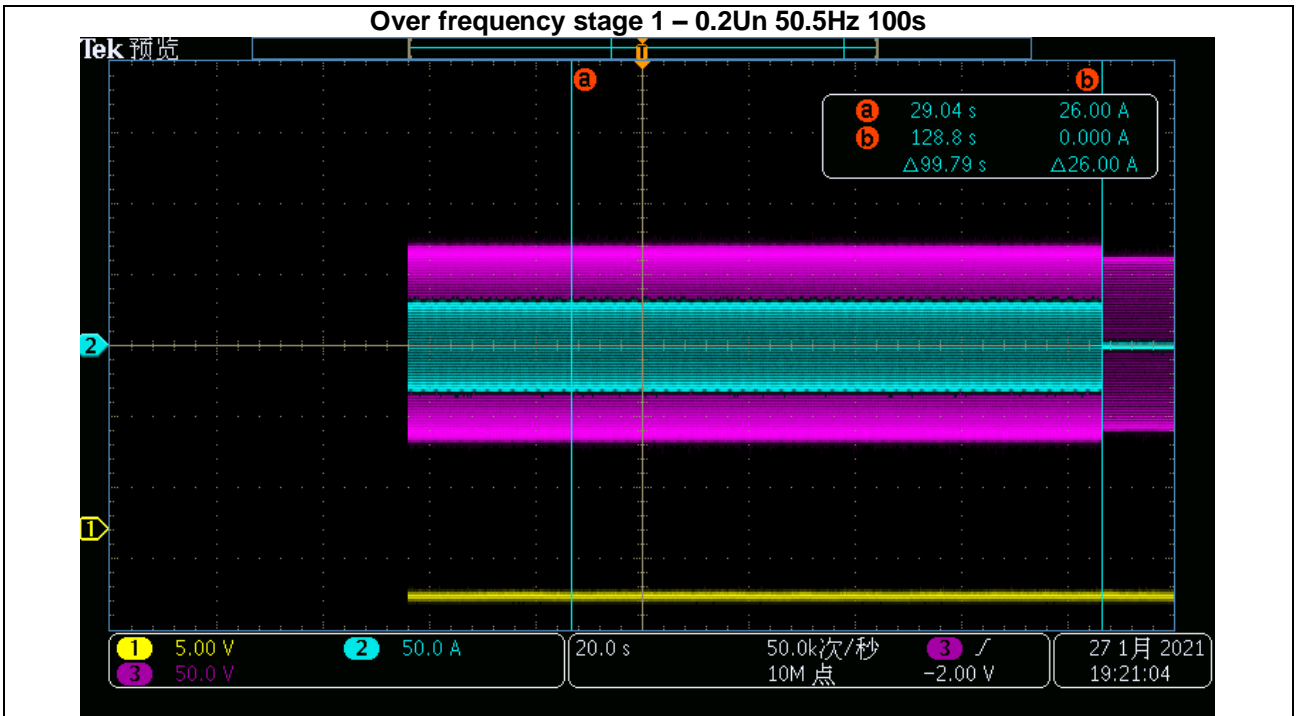 Over frequency stage 1 – 0.2Un 50.5Hz 100s
Tek 预览
T
a
b
a 29.04 s 26.00 A
b 128.8 s 0.000 A
△99.79 s △26.00 A
2
1
1 5.00 V 2 50.0 A 20.0 s 50.0k次/秒 3 27 1月 2021
3 50.0 V 10M 点 −2.00 V 19:21:04